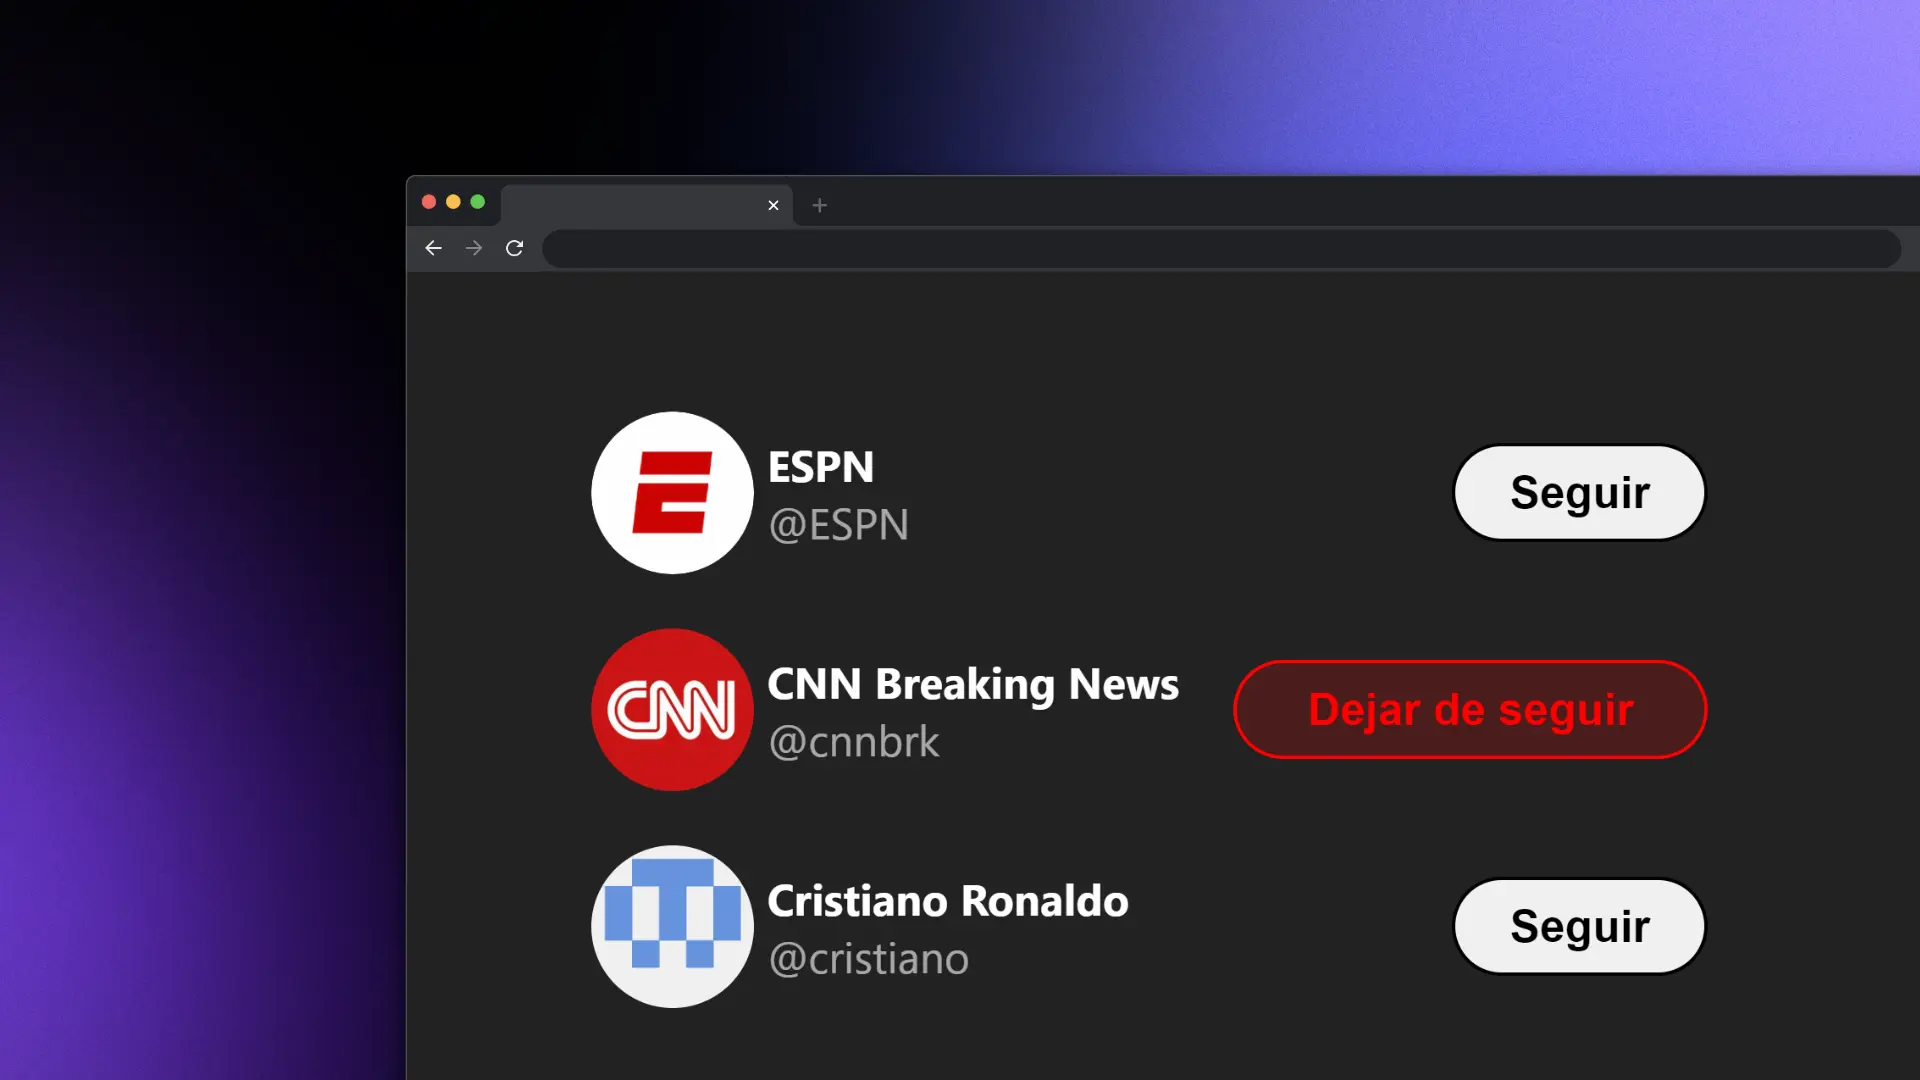 E
ESPN
@ESPN
Seguir
CNN
CNN Breaking News
@cnnbrk
Dejar de seguir
Cristiano Ronaldo
@cristiano
Seguir